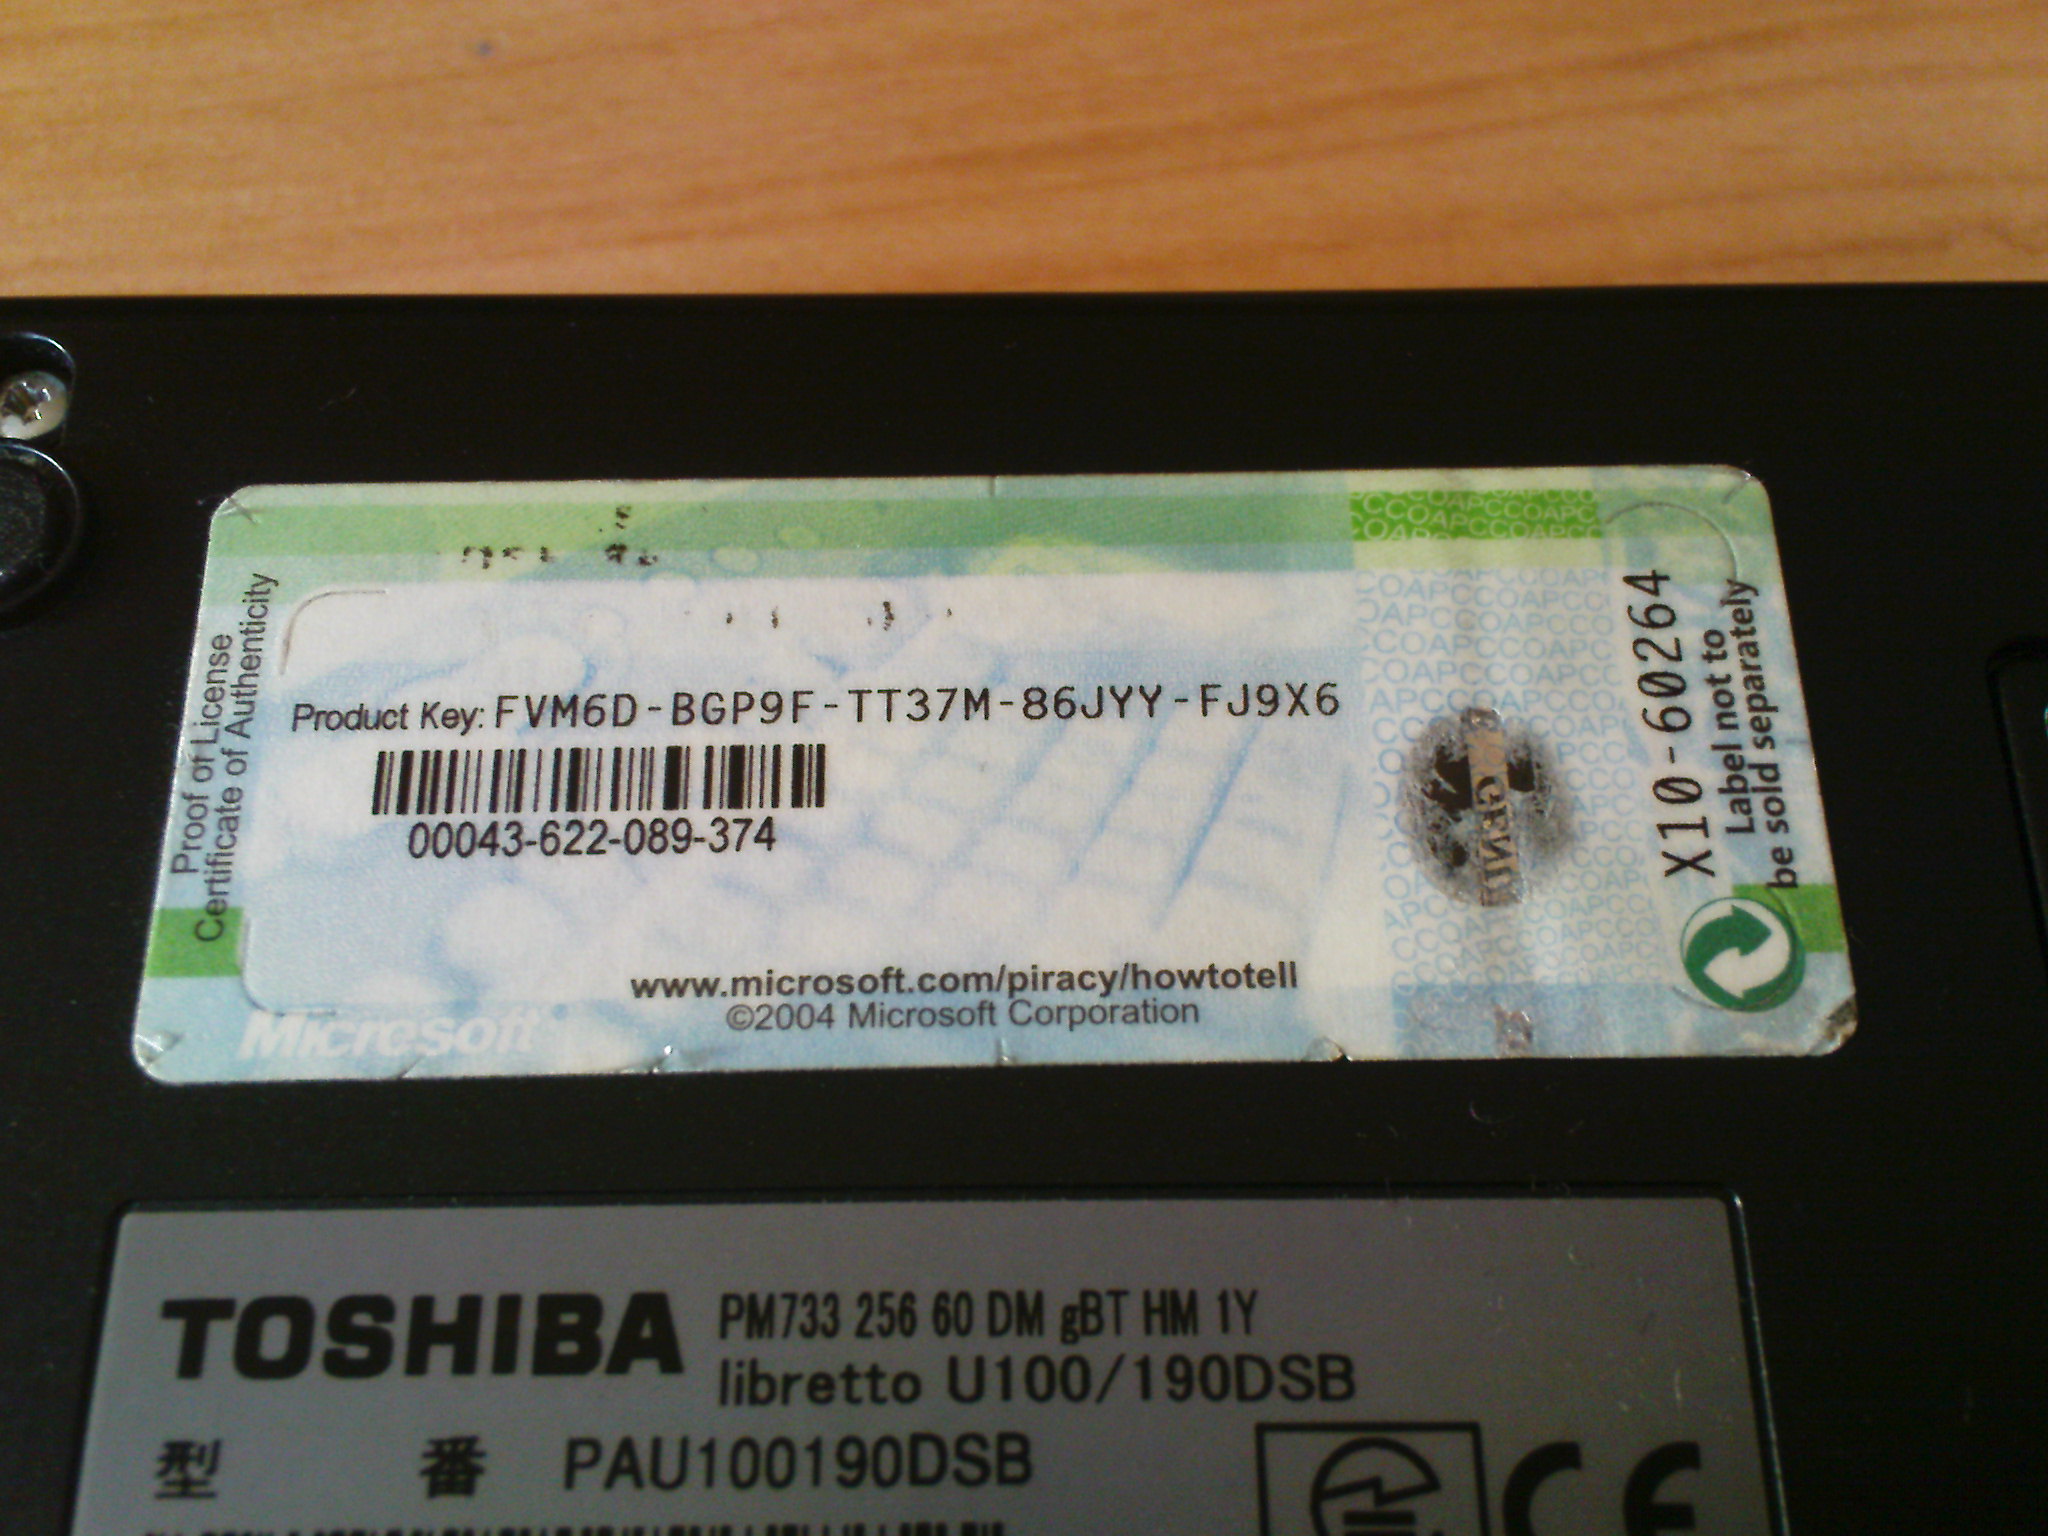 Proof of License
Certificate of Authenticity
Product Key: FVM6D-BGP9F-TT37M-86JYY-FJ9X6
00043-622-089-374
www.microsoft.com/piracy/howtotell
©2004 Microsoft Corporation
Microsoft
X10-60264
Label not to
be sold separately
TOSHIBA PM733 256 60 DM gBT HM 1Y
libretto U100/190DSB
型 番 PAU100190DSB
CE